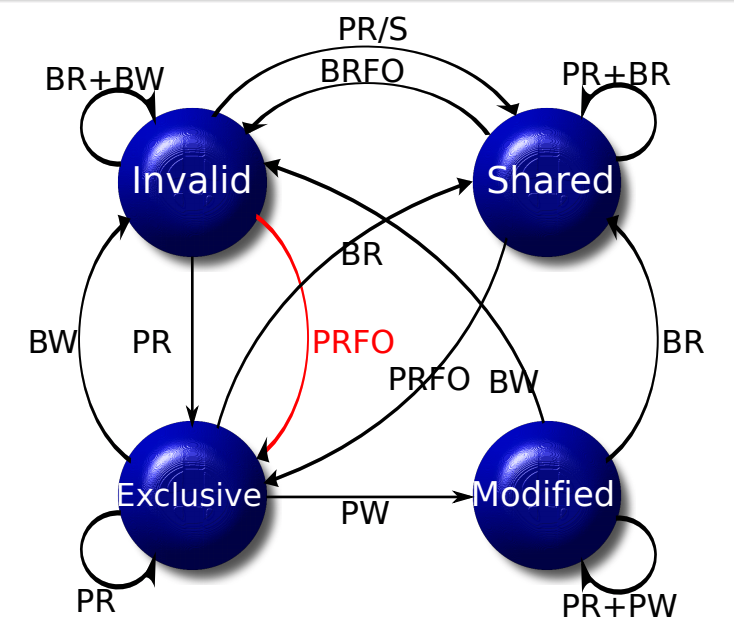 PR/S
BRFO
BR+BW
PR+BR
Invalid
Shared
BR
BW
PR
PRFO
BR
PRFO
BW
Exclusive
Modified
PW
PR
PR+PW